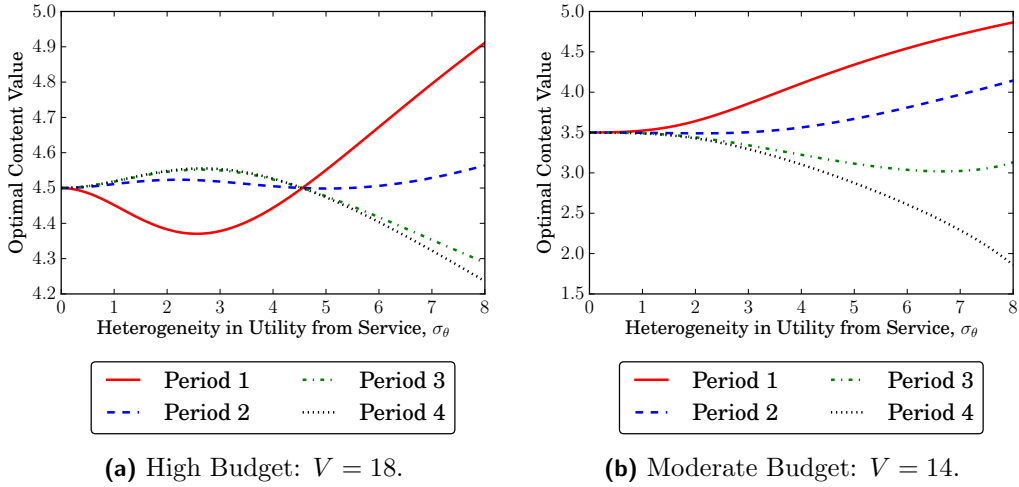 5.0
4.9
4.8
4.7
4.6
4.5
4.4
4.3
4.2
Optimal Content Value
0 1 2 3 4 5 6 7 8
Heterogeneity in Utility from Service, σ_θ
Period 1
Period 2
Period 3
Period 4
(a) High Budget: V = 18.
5.0
4.5
4.0
3.5
3.0
2.5
2.0
1.5
Optimal Content Value
0 1 2 3 4 5 6 7 8
Heterogeneity in Utility from Service, σ_θ
Period 1
Period 2
Period 3
Period 4
(b) Moderate Budget: V = 14.